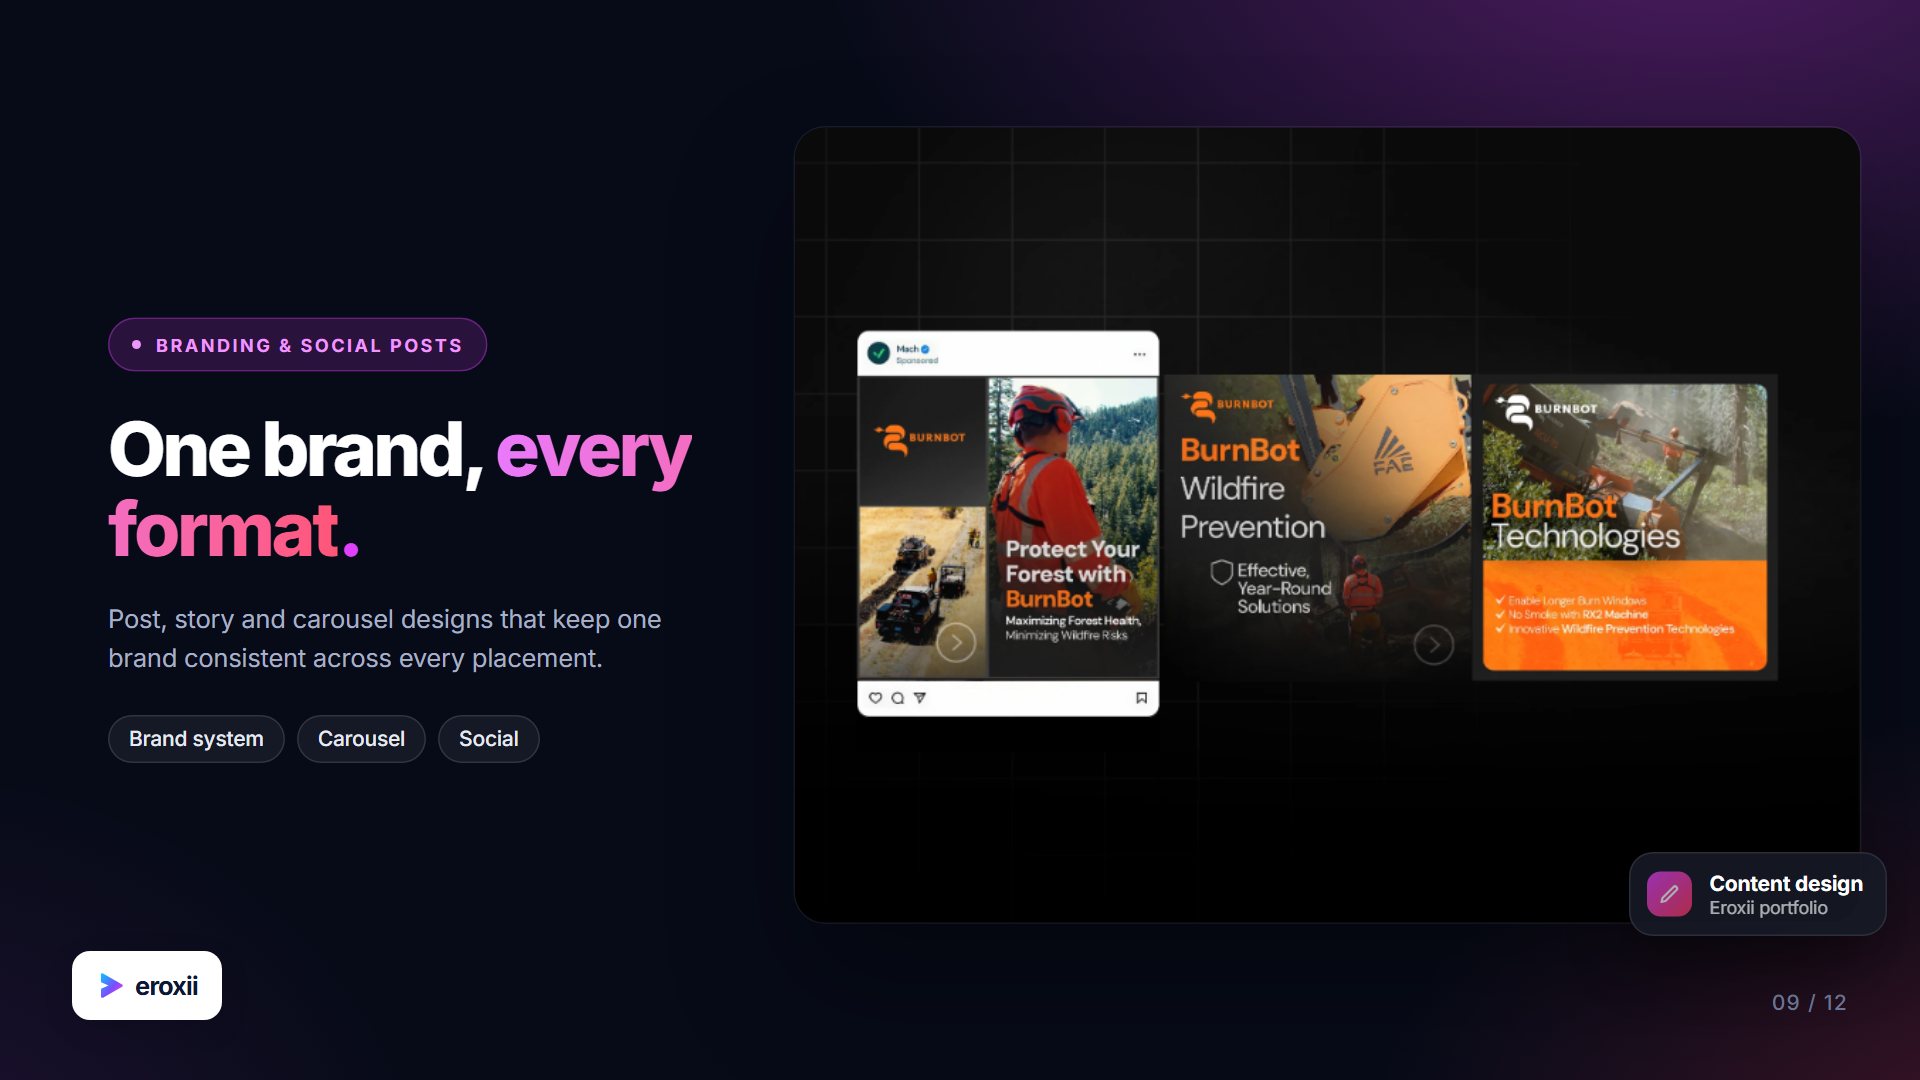 BRANDING & SOCIAL POSTS
One brand, every
format.
Post, story and carousel designs that keep one
brand consistent across every placement.
Brand system
Carousel
Social
Mach
Sponsored
BURNBOT
Protect Your
Forest with
BurnBot
Maximizing Forest Health,
Minimizing Wildfire Risks
BURNBOT
BurnBot
Wildfire
Prevention
Effective,
Year-Round
Solutions
FAE
BURNBOT
BurnBot
Technologies
Enable Longer Burn Windows
No Smoke with RX2 Machine
Innovative Wildfire Prevention Technologies
Content design
Eroxii portfolio
eroxii
09 / 12